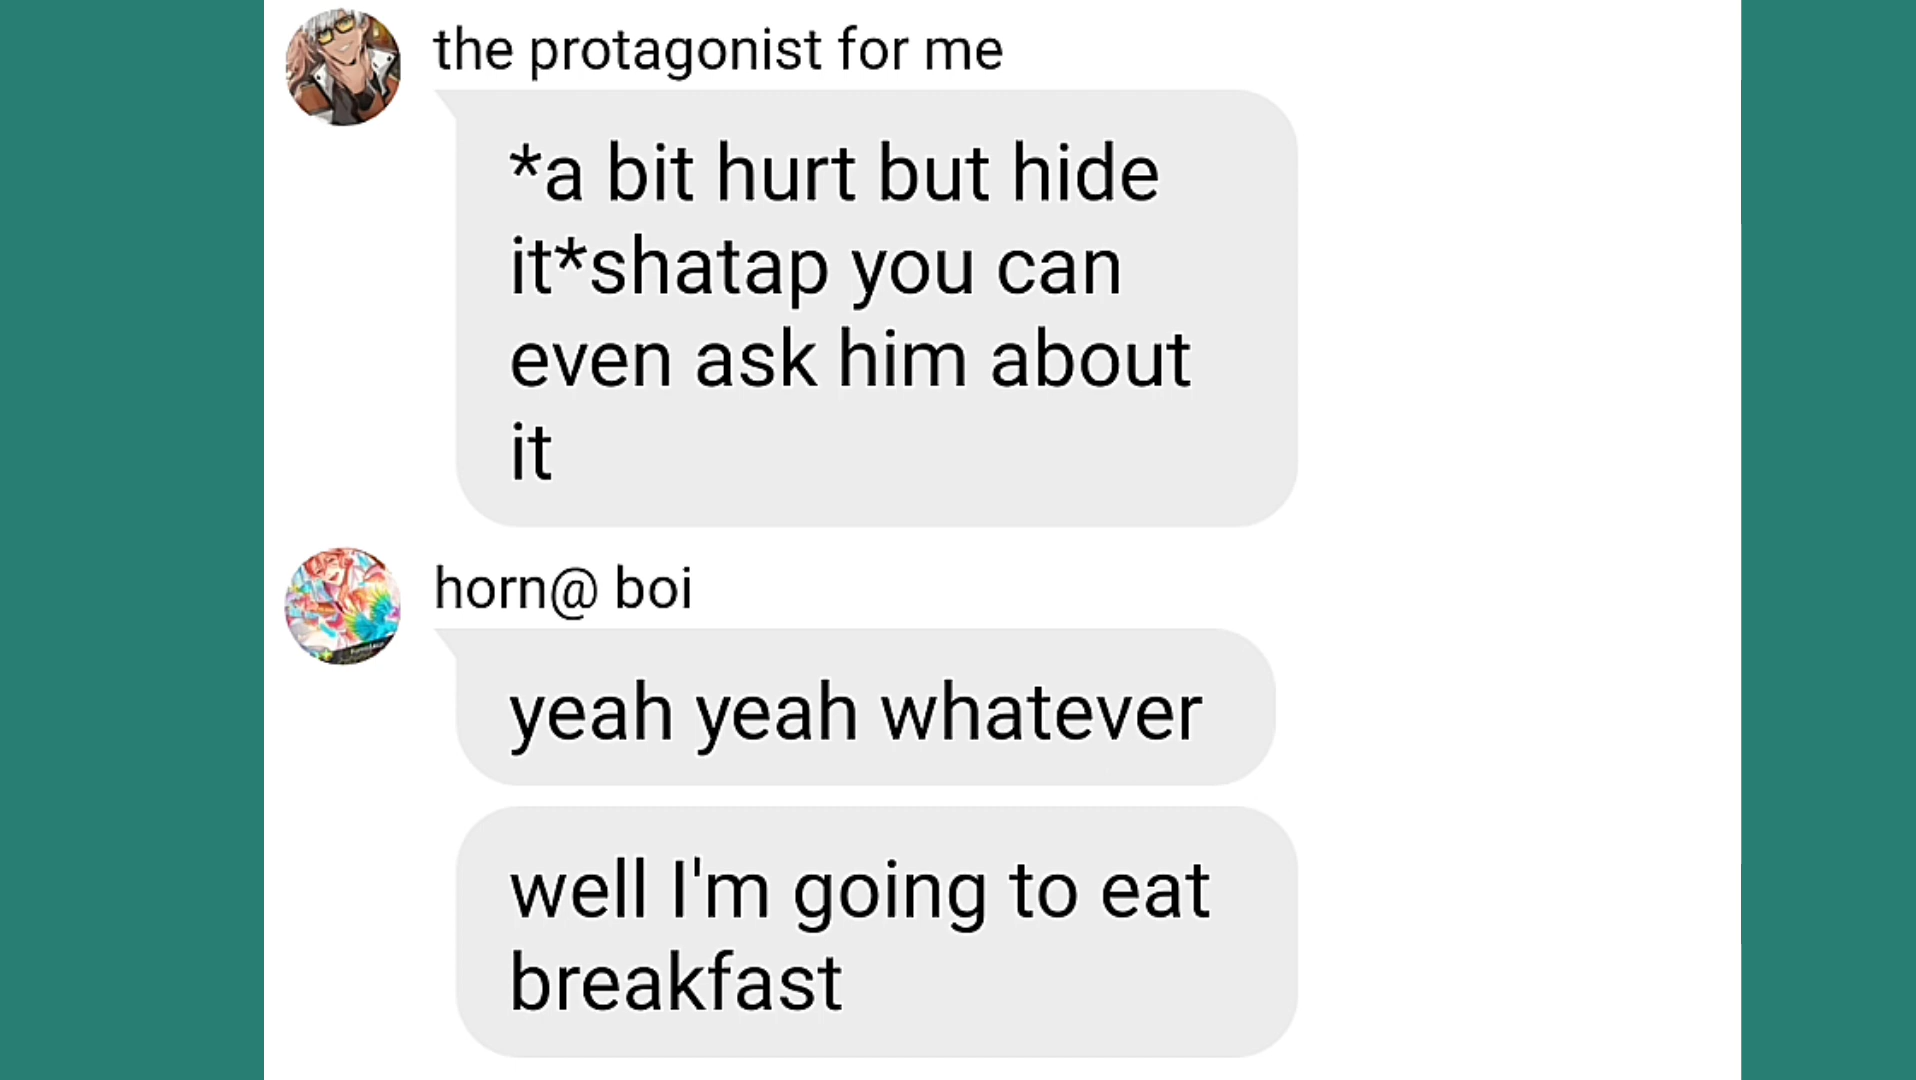 the protagonist for me
*a bit hurt but hide
it*shatap you can
even ask him about
it
horn@ boi
yeah yeah whatever
well I'm going to eat
breakfast